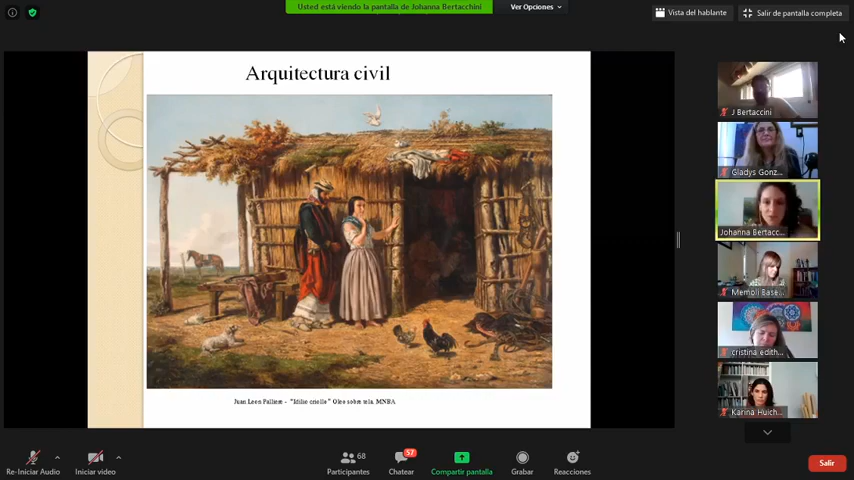 Usted está viendo la pantalla de Johanna Bertacchini
Ver Opciones
Vista del hablante
Salir de pantalla completa
Arquitectura civil
Juan Leon Palliere - "Idilio criollo" Oleo sobre tela. MNBA
J Bertaccini
Gladys Gonz...
Johanna Bertacc...
Memoli Base...
cristina edith...
Karina Huich...
Re-Iniciar Audio
Iniciar video
68
Participantes
57
Chatear
Compartir pantalla
Grabar
Reacciones
Salir